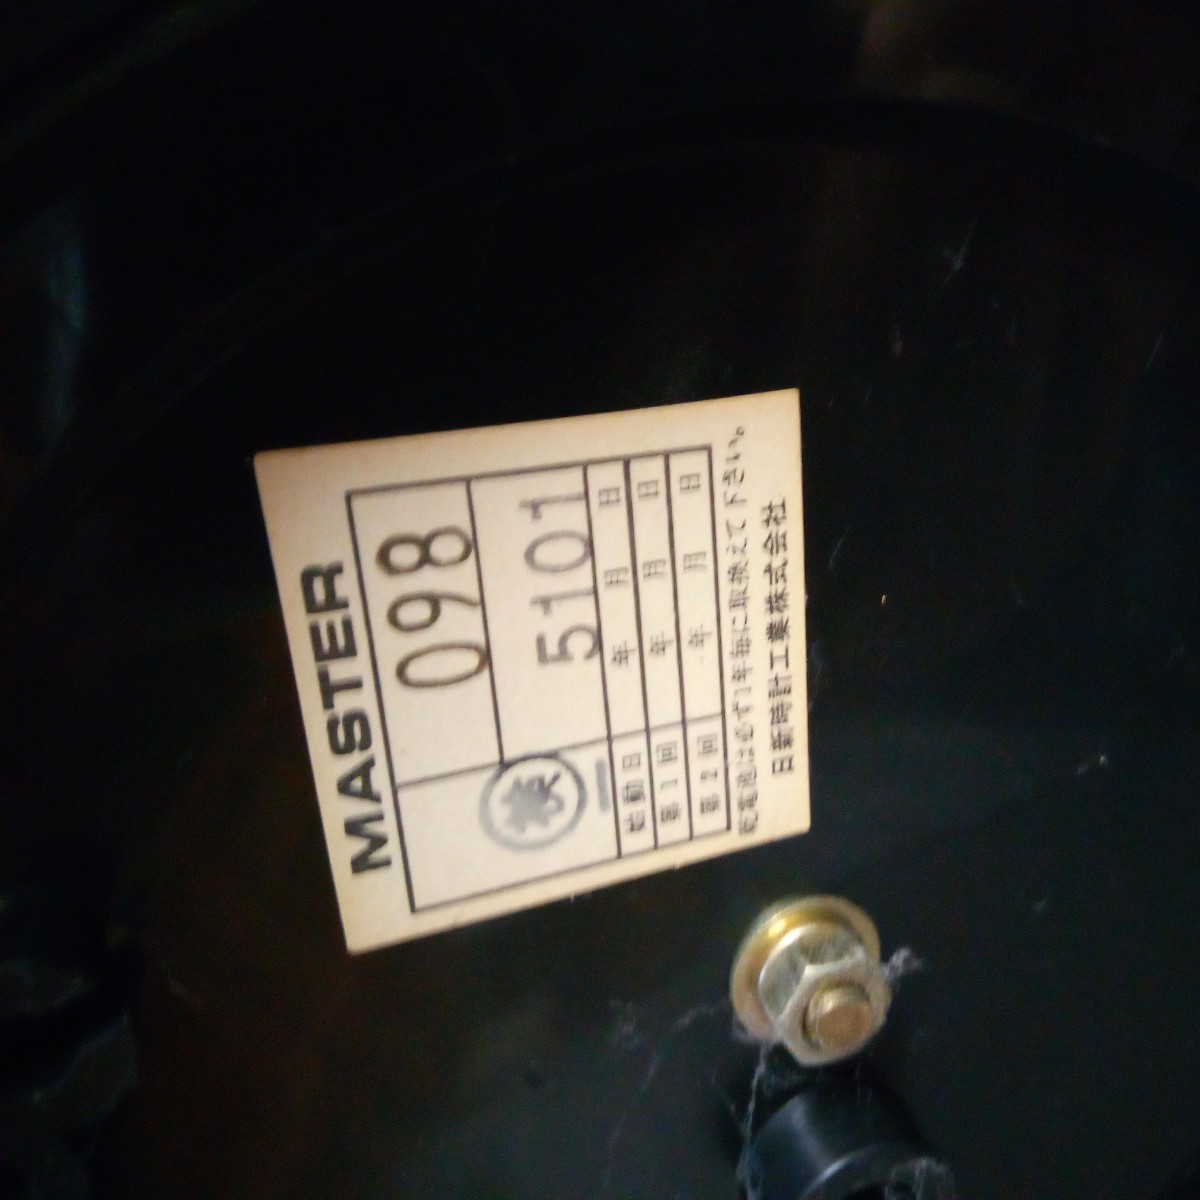 MASTER
098
5101
始動日 年 月 日
第1回 年 月 日
第2回 年 月 日
乾電池は必ず1年毎に取換えて下さい。
日新時計工業株式会社